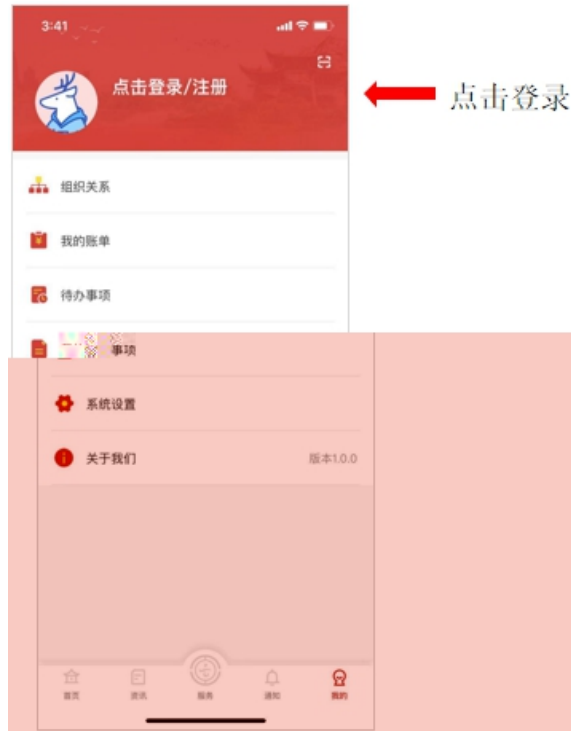 3:41
点击登录/注册
点击登录
组织关系
我的账单
待办事项
事项
系统设置
关于我们 版本1.0.0
首页 资讯 服务 通知 我的